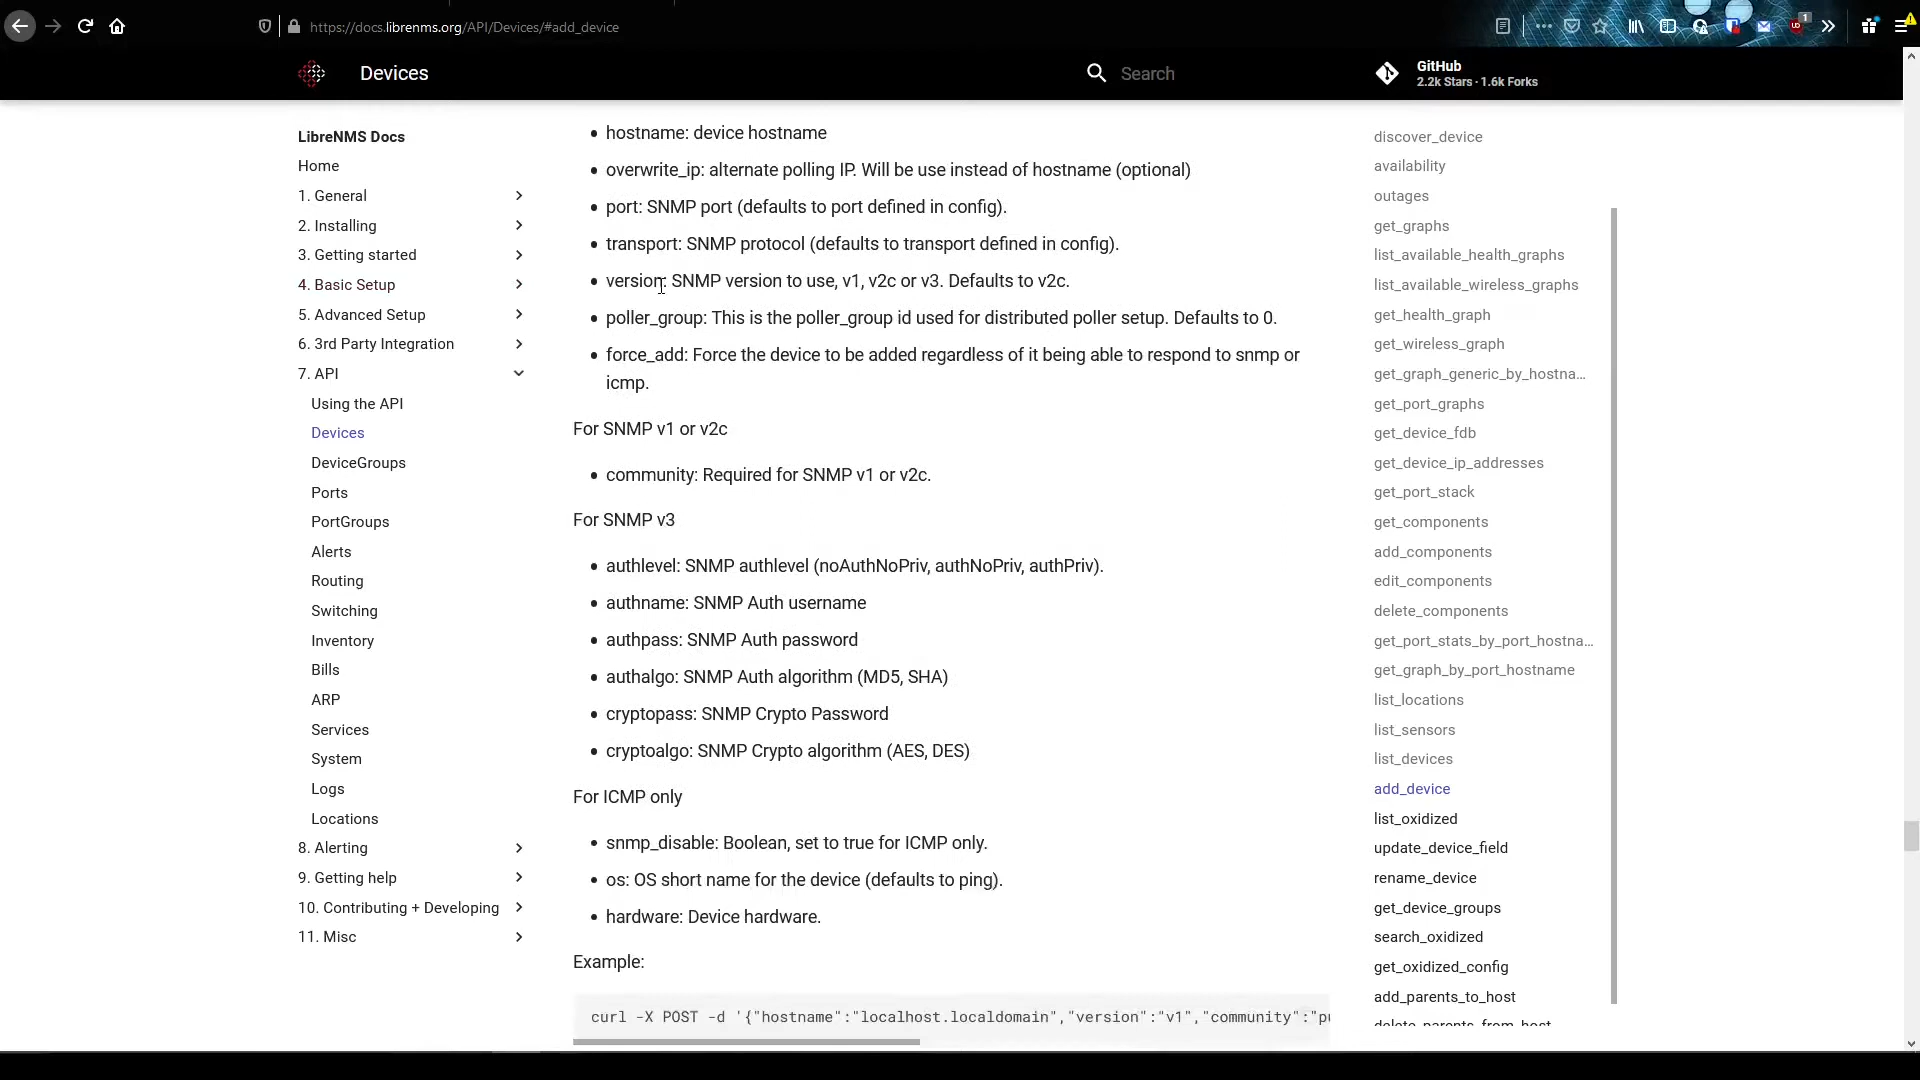 https://docs.librenms.org/API/Devices/#add_device
1
Devices
Search
GitHub
2.2k Stars · 1.6k Forks
LibreNMS Docs
Home
1. General
2. Installing
3. Getting started
4. Basic Setup
5. Advanced Setup
6. 3rd Party Integration
7. API
Using the API
Devices
DeviceGroups
Ports
PortGroups
Alerts
Routing
Switching
Inventory
Bills
ARP
Services
System
Logs
Locations
8. Alerting
9. Getting help
10. Contributing + Developing
11. Misc
• hostname: device hostname
• overwrite_ip: alternate polling IP. Will be use instead of hostname (optional)
• port: SNMP port (defaults to port defined in config).
• transport: SNMP protocol (defaults to transport defined in config).
• version: SNMP version to use, v1, v2c or v3. Defaults to v2c.
• poller_group: This is the poller_group id used for distributed poller setup. Defaults to 0.
• force_add: Force the device to be added regardless of it being able to respond to snmp or
icmp.
For SNMP v1 or v2c
• community: Required for SNMP v1 or v2c.
For SNMP v3
• authlevel: SNMP authlevel (noAuthNoPriv, authNoPriv, authPriv).
• authname: SNMP Auth username
• authpass: SNMP Auth password
• authalgo: SNMP Auth algorithm (MD5, SHA)
• cryptopass: SNMP Crypto Password
• cryptoalgo: SNMP Crypto algorithm (AES, DES)
For ICMP only
• snmp_disable: Boolean, set to true for ICMP only.
• os: OS short name for the device (defaults to ping).
• hardware: Device hardware.
Example:
curl -X POST -d '{"hostname":"localhost.localdomain","version":"v1","community":"pu
discover_device
availability
outages
get_graphs
list_available_health_graphs
list_available_wireless_graphs
get_health_graph
get_wireless_graph
get_graph_generic_by_hostna...
get_port_graphs
get_device_fdb
get_device_ip_addresses
get_port_stack
get_components
add_components
edit_components
delete_components
get_port_stats_by_port_hostna...
get_graph_by_port_hostname
list_locations
list_sensors
list_devices
add_device
list_oxidized
update_device_field
rename_device
get_device_groups
search_oxidized
get_oxidized_config
add_parents_to_host
delete_parents_from_host